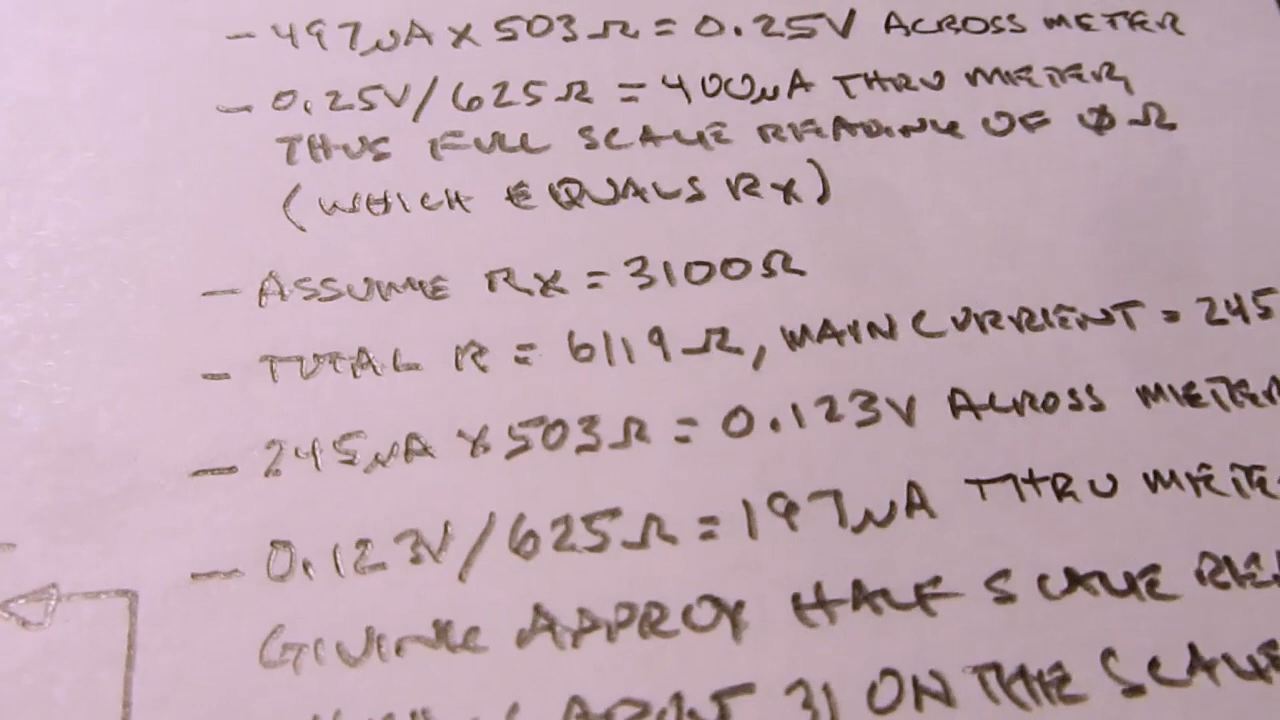 - 497µA X 503Ω = 0.25V ACROSS METER
- 0.25V/625Ω = 400µA THRU METER,
THUS FULL SCALE READING OF 0 Ω
(WHICH EQUALS RX)
- ASSUME RX = 3100Ω
- TOTAL R = 6119Ω, MAIN CURRENT = 245
- 245µA X 503Ω = 0.123V ACROSS METER
- 0.123V/625Ω = 197µA THRU METE
GIVING APPROX HALF SCALE
31 ON THE SCALE